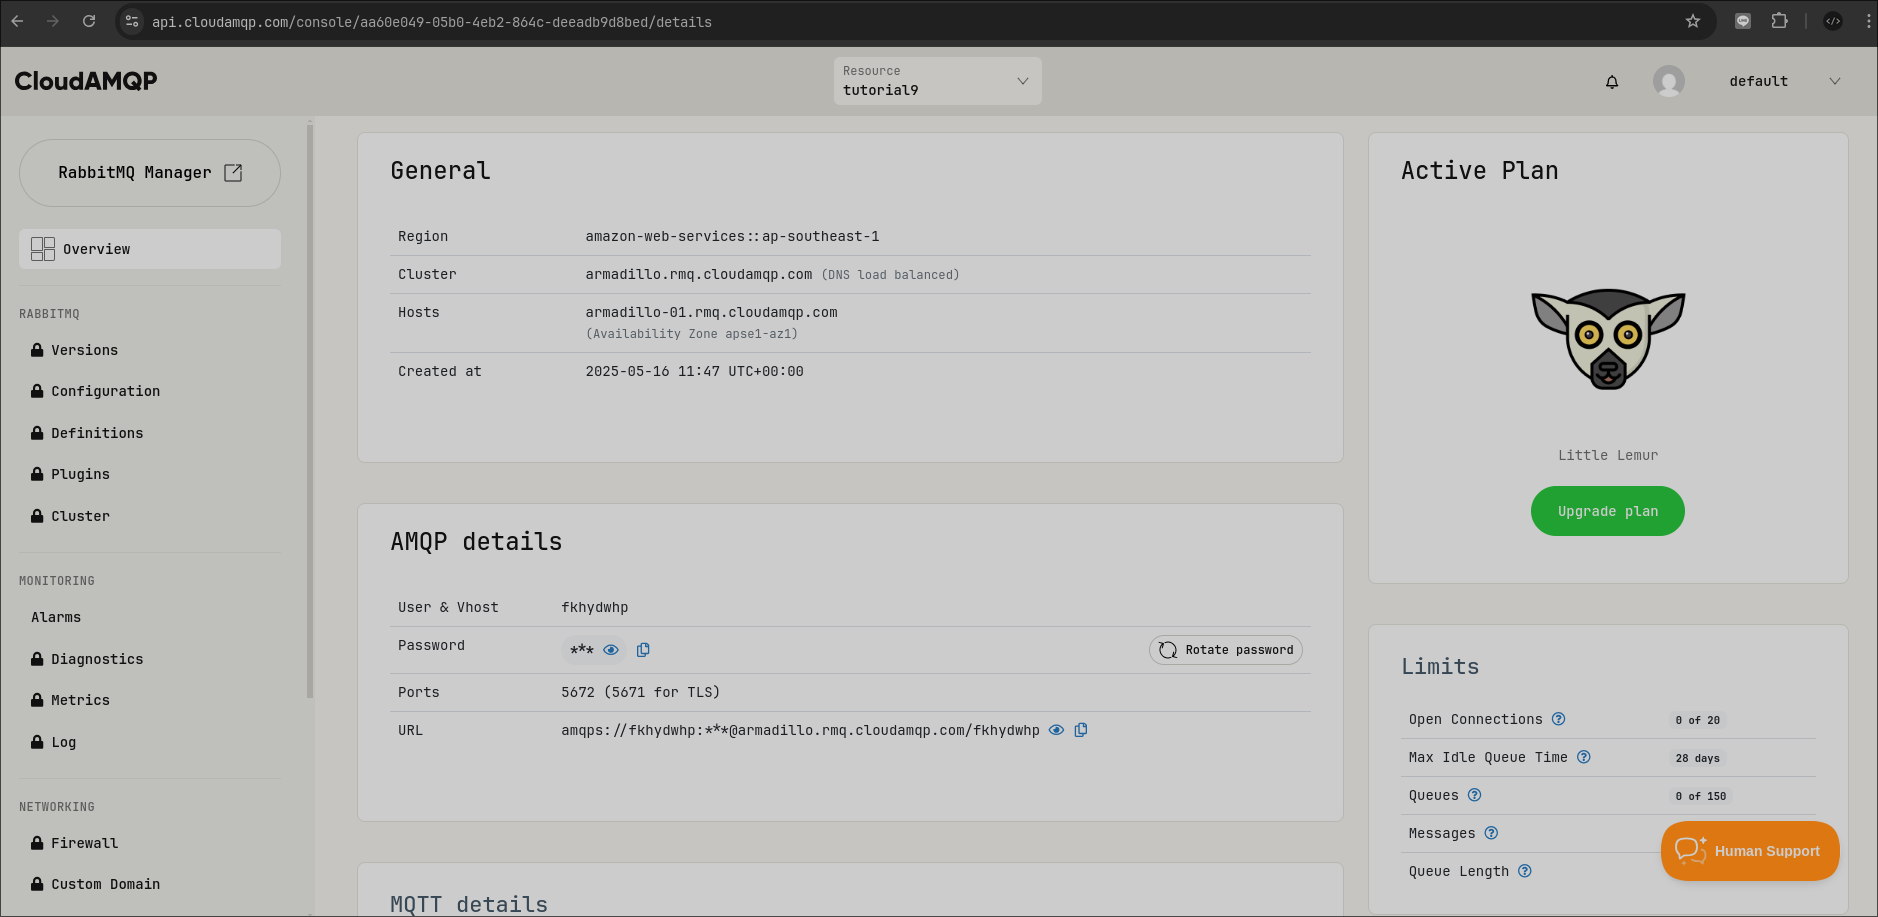 api.cloudamqp.com/console/aa60e049-05b0-4eb2-864c-deeadb9d8bed/details
CloudAMQP
Resource
tutorial9
default
RabbitMQ Manager
Overview
RABBITMQ
Versions
Configuration
Definitions
Plugins
Cluster
MONITORING
Alarms
Diagnostics
Metrics
Log
NETWORKING
Firewall
Custom Domain
General
Region amazon-web-services::ap-southeast-1
Cluster armadillo.rmq.cloudamqp.com (DNS load balanced)
Hosts armadillo-01.rmq.cloudamqp.com
(Availability Zone apse1-az1)
Created at 2025-05-16 11:47 UTC+00:00
AMQP details
User & Vhost fkhydwhp
Password *** Rotate password
Ports 5672 (5671 for TLS)
URL amqps://fkhydwhp:***@armadillo.rmq.cloudamqp.com/fkhydwhp
MQTT details
Active Plan
Little Lemur
Upgrade plan
Limits
Open Connections 0 of 20
Max Idle Queue Time 28 days
Queues 0 of 150
Messages
Queue Length
Human Support